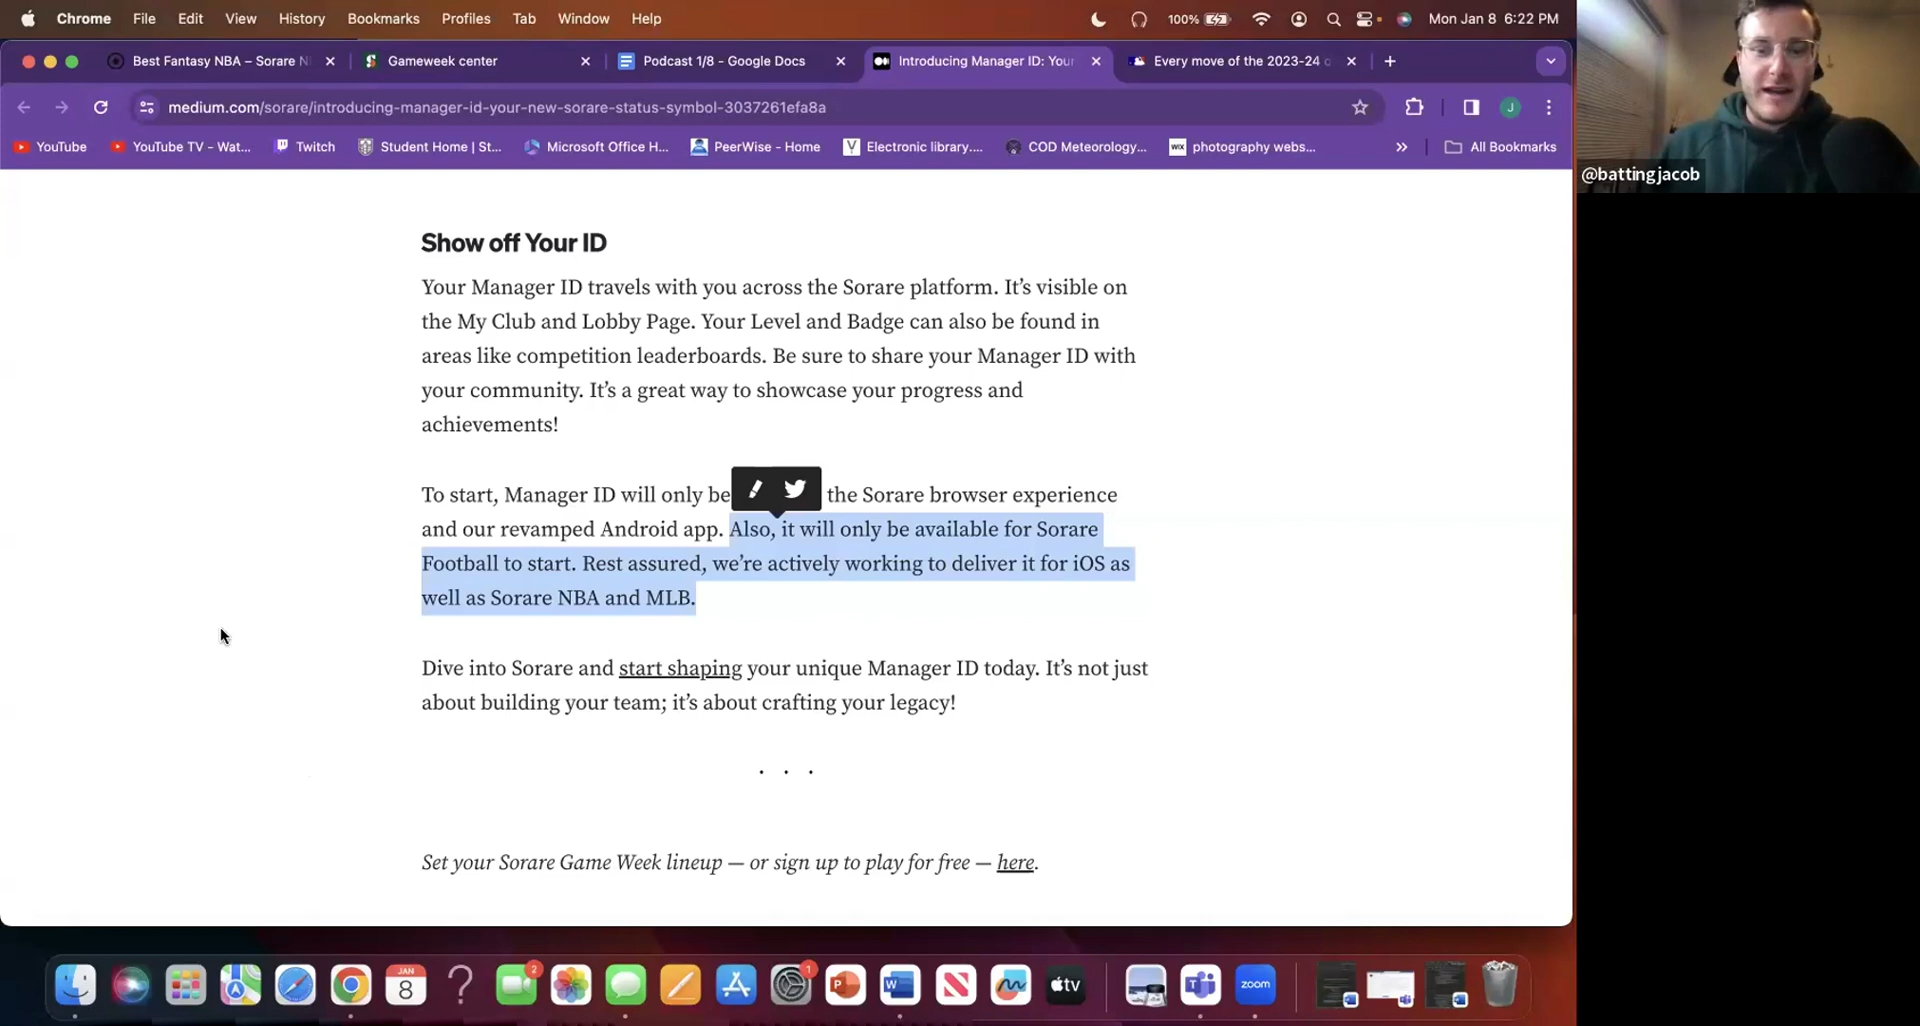 Chrome File Edit View History Bookmarks Profiles Tab Window Help 100% Mon Jan 8 6:22 PM
Best Fantasy NBA – Sorare N Gameweek center Podcast 1/8 - Google Docs Introducing Manager ID: Your Every move of the 2023-24
medium.com/sorare/introducing-manager-id-your-new-sorare-status-symbol-3037261efa8a J
YouTube YouTube TV - Wat... Twitch Student Home | St... Microsoft Office H... PeerWise - Home V Electronic library.... COD Meteorology... WIX photography webs... » All Bookmarks
@battingjacob
Show off Your ID
Your Manager ID travels with you across the Sorare platform. It’s visible on
the My Club and Lobby Page. Your Level and Badge can also be found in
areas like competition leaderboards. Be sure to share your Manager ID with
your community. It’s a great way to showcase your progress and
achievements!
To start, Manager ID will only be the Sorare browser experience
and our revamped Android app. Also, it will only be available for Sorare
Football to start. Rest assured, we’re actively working to deliver it for iOS as
well as Sorare NBA and MLB.
Dive into Sorare and start shaping your unique Manager ID today. It’s not just
about building your team; it’s about crafting your legacy!
. . .
Set your Sorare Game Week lineup — or sign up to play for free — here.
JAN
8
2
1
P
W
N
tv
T
zoom